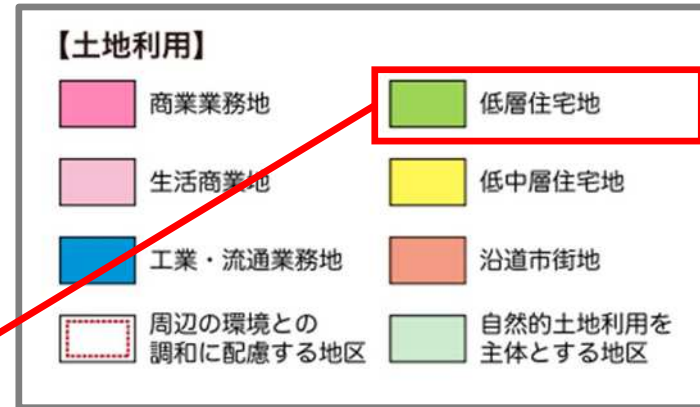 【土地利用】
商業業務地
低層住宅地
生活商業地
低中層住宅地
工業・流通業務地
沿道市街地
周辺の環境との
調和に配慮する地区
自然的土地利用を
主体とする地区